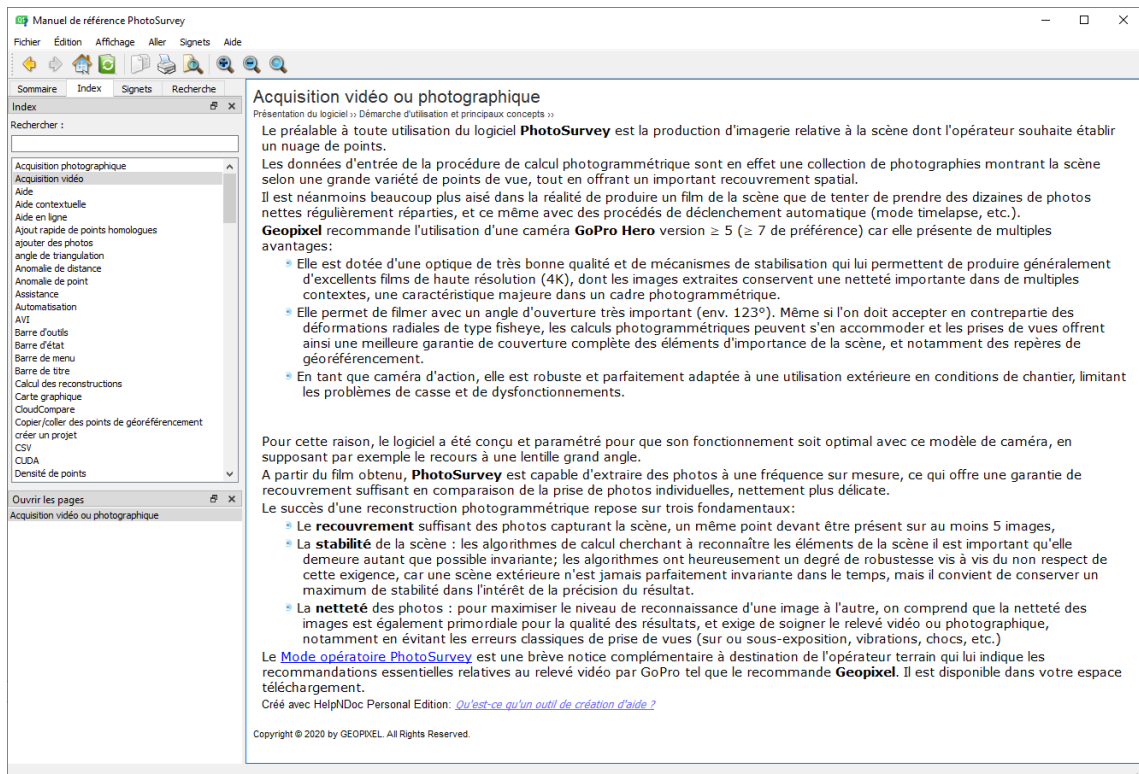 Manuel de référence PhotoSurvey
Fichier Édition Affichage Aller Signets Aide
Sommaire Index Signets Recherche
Index
Rechercher :
Acquisition photographique
Acquisition vidéo
Aide
Aide contextuelle
Aide en ligne
Ajout rapide de points homologues
ajouter des photos
angle de triangulation
Anomalie de distance
Anomalie de point
Assistance
Automatisation
AVI
Barre d'outils
Barre d'état
Barre de menu
Barre de titre
Calcul des reconstructions
Carte graphique
CloudCompare
Copier/coller des points de géoréférencement
créer un projet
CSV
CUDA
Densité de points
Ouvrir les pages
Acquisition vidéo ou photographique
Acquisition vidéo ou photographique
Présentation du logiciel ›› Démarche d'utilisation et principaux concepts ››
Le préalable à toute utilisation du logiciel PhotoSurvey est la production d'imagerie relative à la scène dont l'opérateur souhaite établir
un nuage de points.
Les données d'entrée de la procédure de calcul photogrammétrique sont en effet une collection de photographies montrant la scène
selon une grande variété de points de vue, tout en offrant un important recouvrement spatial.
Il est néanmoins beaucoup plus aisé dans la réalité de produire un film de la scène que de tenter de prendre des dizaines de photos
nettes régulièrement réparties, et ce même avec des procédés de déclenchement automatique (mode timelapse, etc.).
Geopixel recommande l'utilisation d'une caméra GoPro Hero version ≥ 5 (≥ 7 de préférence) car elle présente de multiples
avantages:
Elle est dotée d'une optique de très bonne qualité et de mécanismes de stabilisation qui lui permettent de produire généralement
d'excellents films de haute résolution (4K), dont les images extraites conservent une netteté importante dans de multiples
contextes, une caractéristique majeure dans un cadre photogrammétrique.
Elle permet de filmer avec un angle d'ouverture très important (env. 123°). Même si l'on doit accepter en contrepartie des
déformations radiales de type fisheye, les calculs photogrammétriques peuvent s'en accommoder et les prises de vues offrent
ainsi une meilleure garantie de couverture complète des éléments d'importance de la scène, et notamment des repères de
géoréférencement.
En tant que caméra d'action, elle est robuste et parfaitement adaptée à une utilisation extérieure en conditions de chantier, limitant
les problèmes de casse et de dysfonctionnements.
Pour cette raison, le logiciel a été conçu et paramétré pour que son fonctionnement soit optimal avec ce modèle de caméra, en
supposant par exemple le recours à une lentille grand angle.
A partir du film obtenu, PhotoSurvey est capable d'extraire des photos à une fréquence sur mesure, ce qui offre une garantie de
recouvrement suffisant en comparaison de la prise de photos individuelles, nettement plus délicate.
Le succès d'une reconstruction photogrammétrique repose sur trois fondamentaux:
Le recouvrement suffisant des photos capturant la scène, un même point devant être présent sur au moins 5 images,
La stabilité de la scène : les algorithmes de calcul cherchant à reconnaître les éléments de la scène il est important qu'elle
demeure autant que possible invariante; les algorithmes ont heureusement un degré de robustesse vis à vis du non respect de
cette exigence, car une scène extérieure n'est jamais parfaitement invariante dans le temps, mais il convient de conserver un
maximum de stabilité dans l'intérêt de la précision du résultat.
La netteté des photos : pour maximiser le niveau de reconnaissance d'une image à l'autre, on comprend que la netteté des
images est également primordiale pour la qualité des résultats, et exige de soigner le relevé vidéo ou photographique,
notamment en évitant les erreurs classiques de prise de vues (sur ou sous-exposition, vibrations, chocs, etc.)
Le Mode opératoire PhotoSurvey est une brève notice complémentaire à destination de l'opérateur terrain qui lui indique les
recommandations essentielles relatives au relevé vidéo par GoPro tel que le recommande Geopixel. Il est disponible dans votre espace
téléchargement.
Créé avec HelpNDoc Personal Edition: Qu'est-ce qu'un outil de création d'aide ?
Copyright © 2020 by GEOPIXEL. All Rights Reserved.